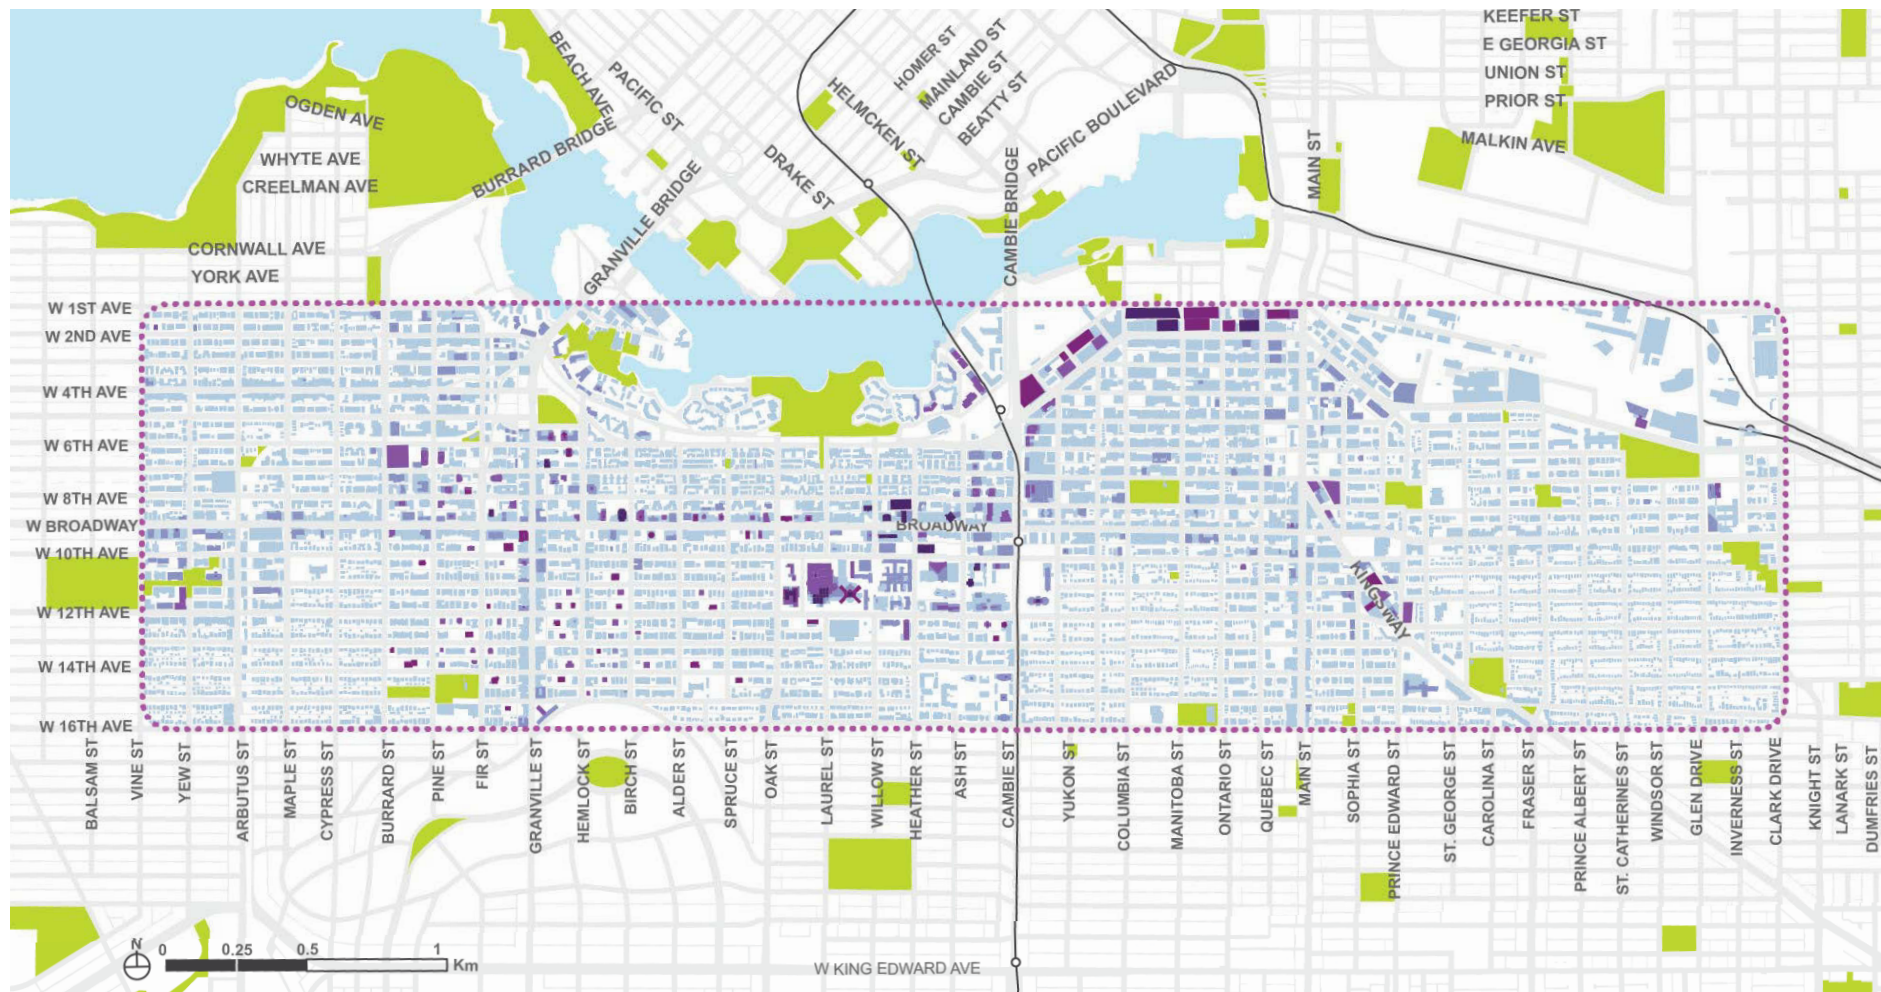 KEEFER ST
E GEORGIA ST
UNION ST
PRIOR ST
MALKIN AVE
MAIN ST
BEACH AVE
PACIFIC ST
HOMER ST
MAINLAND ST
CAMBIE ST
BEATTY ST
HELMCKEN ST
PACIFIC BOULEVARD
DRAKE ST
OGDEN AVE
WHYTE AVE
CREELMAN AVE
BURRARD BRIDGE
GRANVILLE BRIDGE
CAMBIE BRIDGE
CORNWALL AVE
YORK AVE
W 1ST AVE
W 2ND AVE
W 4TH AVE
W 6TH AVE
W 8TH AVE
W BROADWAY
BROADWAY
W 10TH AVE
W 12TH AVE
KINGSWAY
W 14TH AVE
W 16TH AVE
BALSAM ST
VINE ST
YEW ST
ARBUTUS ST
MAPLE ST
CYPRESS ST
BURRARD ST
PINE ST
FIR ST
GRANVILLE ST
HEMLOCK ST
BIRCH ST
ALDER ST
SPRUCE ST
OAK ST
LAUREL ST
WILLOW ST
HEATHER ST
ASH ST
CAMBIE ST
YUKON ST
COLUMBIA ST
MANITOBA ST
ONTARIO ST
QUEBEC ST
MAIN ST
SOPHIA ST
PRINCE EDWARD ST
ST. GEORGE ST
CAROLINA ST
FRASER ST
PRINCE ALBERT ST
ST. CATHERINES ST
WINDSOR ST
GLEN DRIVE
INVERNESS ST
CLARK DRIVE
KNIGHT ST
LANARK ST
DUMFRIES ST
N
0 0.25 0.5 1 Km
W KING EDWARD AVE